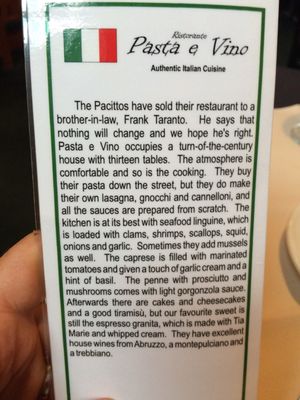 Ristorante
Pasta e Vino
Authentic Italian Cuisine
The Pacittos have sold their restaurant to a
brother-in-law, Frank Taranto. He says that
nothing will change and we hope he's right.
Pasta e Vino occupies a turn-of-the-century
house with thirteen tables. The atmosphere is
comfortable and so is the cooking. They buy
their pasta down the street, but they do make
their own lasagna, gnocchi and cannelloni, and
all the sauces are prepared from scratch. The
kitchen is at its best with seafood linguine, which
is loaded with clams, shrimps, scallops, squid,
onions and garlic. Sometimes they add mussels
as well. The caprese is filled with marinated
tomatoes and given a touch of garlic cream and a
hint of basil. The penne with prosciutto and
mushrooms comes with light gorgonzola sauce.
Afterwards there are cakes and cheesecakes
and a good tiramisù, but our favourite sweet is
still the espresso granita, which is made with Tia
Marie and whipped cream. They have excellent
house wines from Abruzzo, a montepulciano and
a trebbiano.